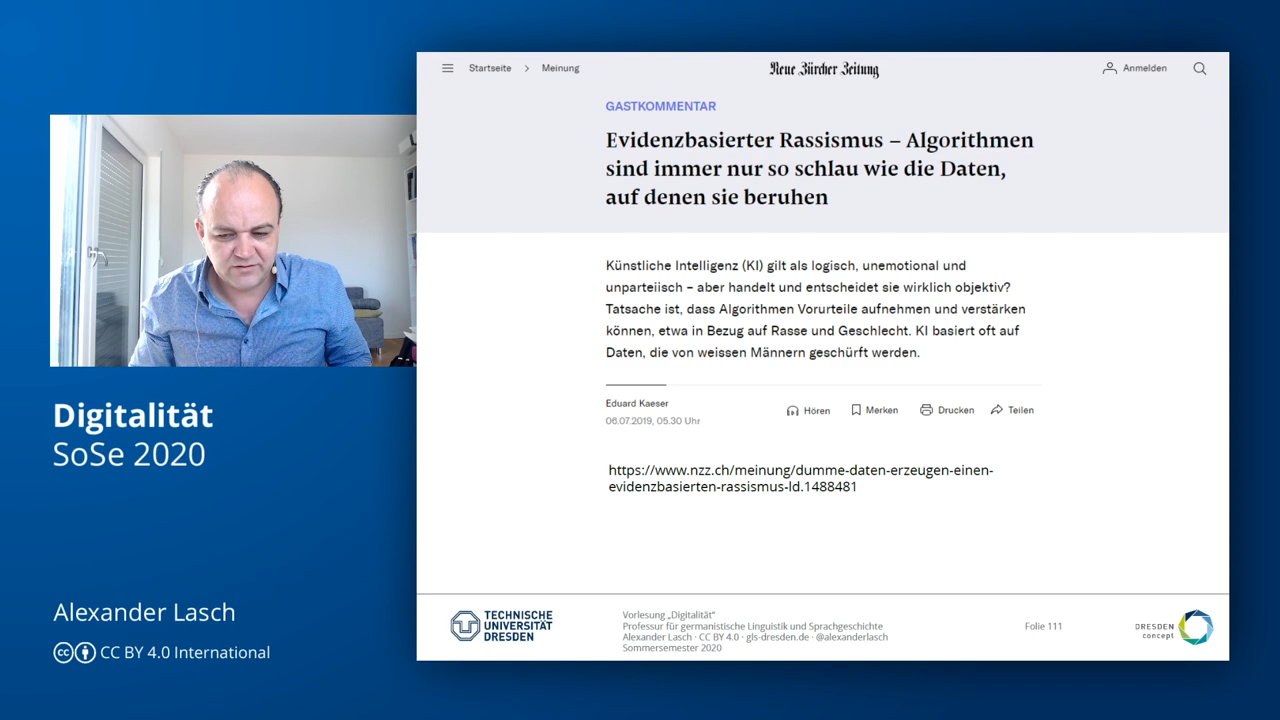 Startseite > Meinung
Neue Zürcher Zeitung
Anmelden
GASTKOMMENTAR
Evidenzbasierter Rassismus – Algorithmen
sind immer nur so schlau wie die Daten,
auf denen sie beruhen
Künstliche Intelligenz (KI) gilt als logisch, unemotional und
unparteiisch – aber handelt und entscheidet sie wirklich objektiv?
Tatsache ist, dass Algorithmen Vorurteile aufnehmen und verstärken
können, etwa in Bezug auf Rasse und Geschlecht. KI basiert oft auf
Daten, die von weissen Männern geschürft werden.
Eduard Kaeser
06.07.2019, 05.30 Uhr
Hören
Merken
Drucken
Teilen
https://www.nzz.ch/meinung/dumme-daten-erzeugen-einen-
evidenzbasierten-rassismus-ld.1488481
Digitalität
SoSe 2020
Alexander Lasch
cc CC BY 4.0 International
TECHNISCHE
UNIVERSITÄT
DRESDEN
Vorlesung „Digitalität“
Professur für germanistische Linguistik und Sprachgeschichte
Alexander Lasch · CC BY 4.0 · gls-dresden.de · @alexanderlasch
Sommersemester 2020
Folie 111
DRESDEN
concept